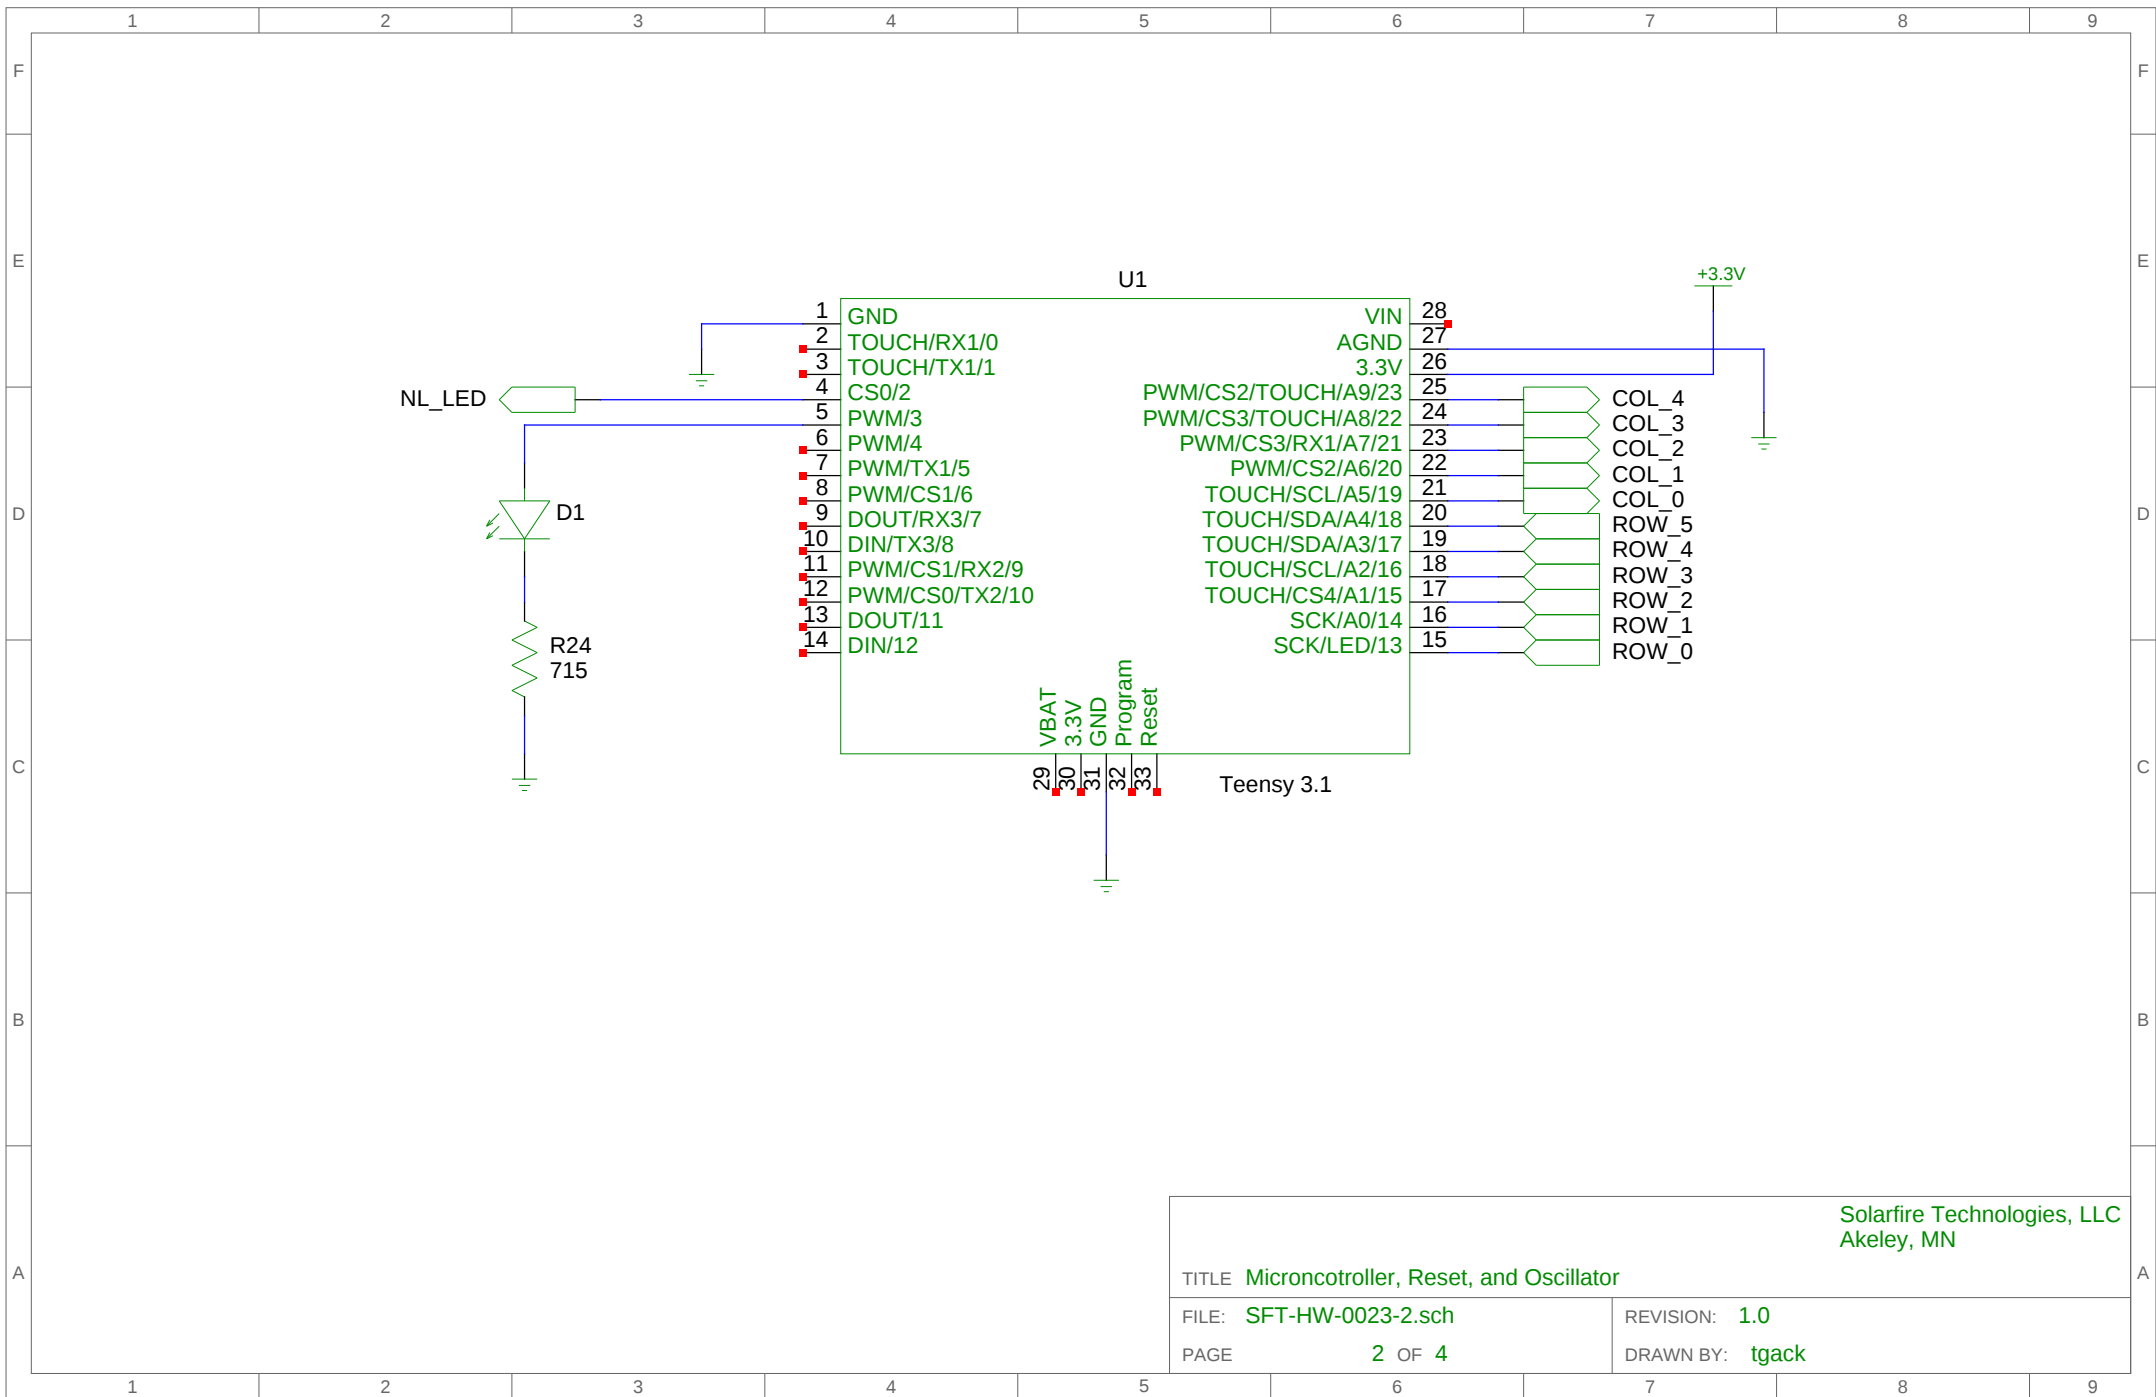 1 2 3 4 5 6 7 8 9
F F
E E
D D
C C
B B
A A
U1
+3.3V
1 GND
2 TOUCH/RX1/0
3 TOUCH/TX1/1
4 CS0/2
5 PWM/3
6 PWM/4
7 PWM/TX1/5
8 PWM/CS1/6
9 DOUT/RX3/7
10 DIN/TX3/8
11 PWM/CS1/RX2/9
12 PWM/CS0/TX2/10
13 DOUT/11
14 DIN/12
VIN 28
AGND 27
3.3V 26
PWM/CS2/TOUCH/A9/23 25 COL_4
PWM/CS3/TOUCH/A8/22 24 COL_3
PWM/CS3/RX1/A7/21 23 COL_2
PWM/CS2/A6/20 22 COL_1
TOUCH/SCL/A5/19 21 COL_0
TOUCH/SDA/A4/18 20 ROW_5
TOUCH/SDA/A3/17 19 ROW_4
TOUCH/SCL/A2/16 18 ROW_3
TOUCH/CS4/A1/15 17 ROW_2
SCK/A0/14 16 ROW_1
SCK/LED/13 15 ROW_0
NL_LED
D1
R24
715
VBAT 29
3.3V 30
GND 31
Program 32
Reset 33
Teensy 3.1
Solarfire Technologies, LLC
Akeley, MN
TITLE Microncotroller, Reset, and Oscillator
FILE: SFT-HW-0023-2.sch REVISION: 1.0
PAGE 2 OF 4 DRAWN BY: tgack
1 2 3 4 5 6 7 8 9